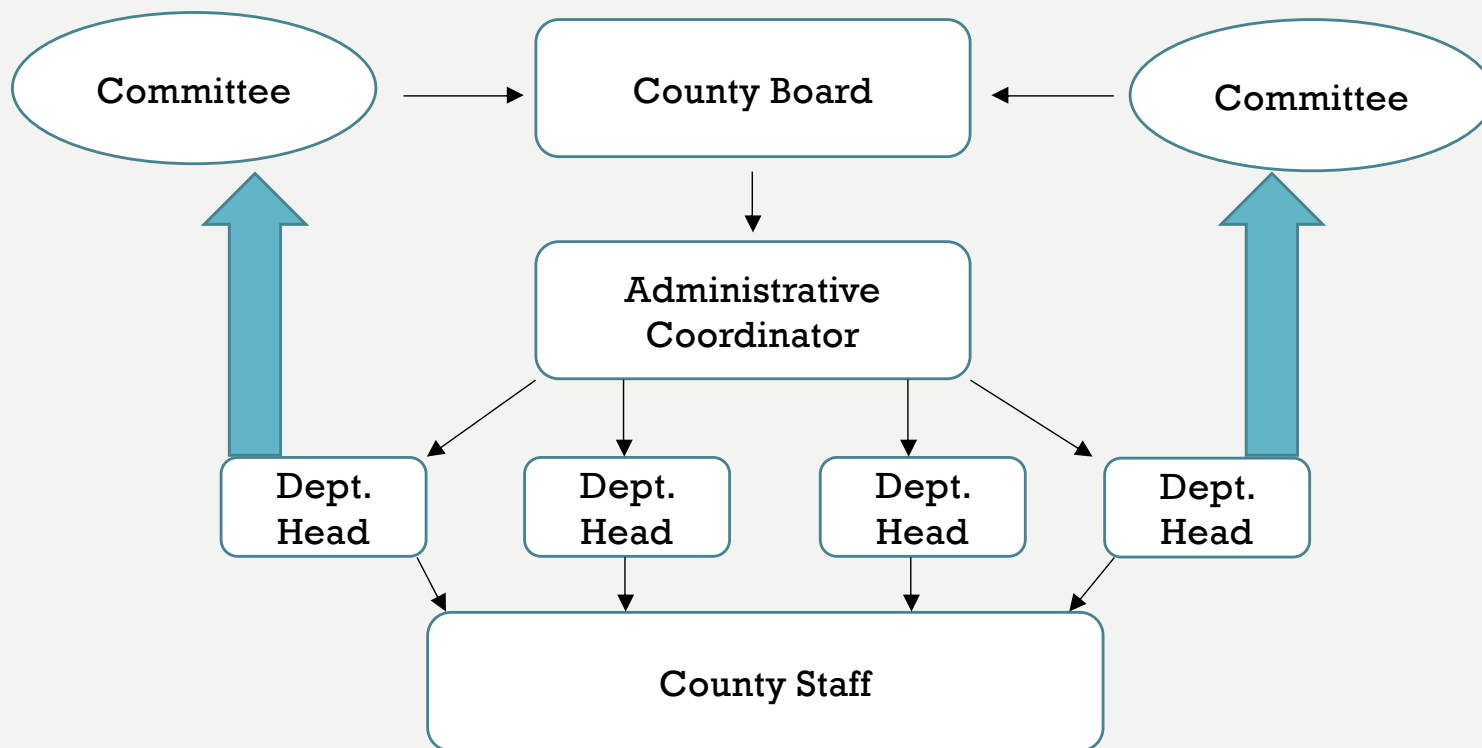 Committee
County Board
Committee
Administrative
Coordinator
Dept.
Head
Dept.
Head
Dept.
Head
Dept.
Head
County Staff